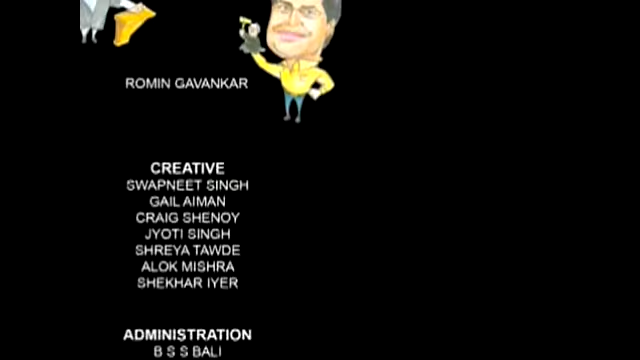 ROMIN GAVANKAR
CREATIVE
SWAPNEET SINGH
GAIL AIMAN
CRAIG SHENOY
JYOTI SINGH
SHREYA TAWDE
ALOK MISHRA
SHEKHAR IYER
ADMINISTRATION
B S S BALI